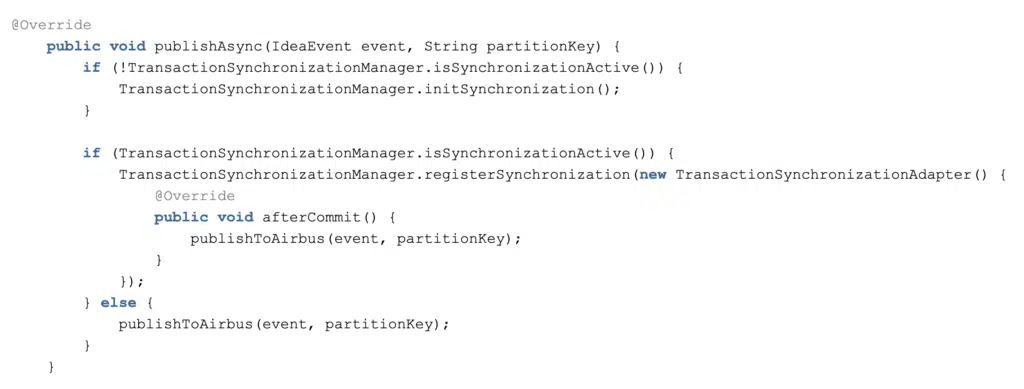 @Override
    public void publishAsync(IdeaEvent event, String partitionKey) {
        if (!TransactionSynchronizationManager.isSynchronizationActive()) {
            TransactionSynchronizationManager.initSynchronization();
        }

        if (TransactionSynchronizationManager.isSynchronizationActive()) {
            TransactionSynchronizationManager.registerSynchronization(new TransactionSynchronizationAdapter() {
                @Override
                public void afterCommit() {
                    publishToAirbus(event, partitionKey);
                }
            });
        } else {
            publishToAirbus(event, partitionKey);
        }
    }